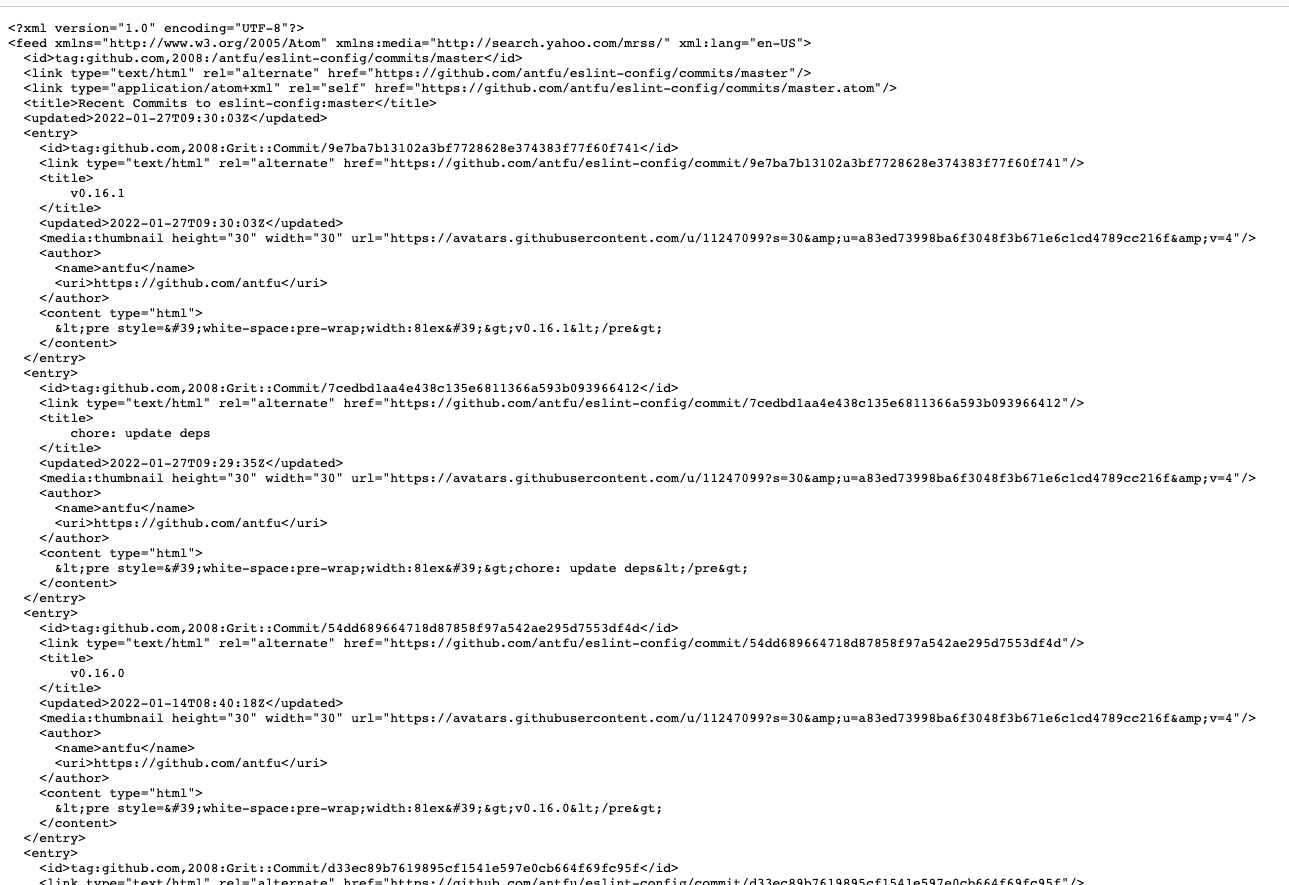 <?xml version="1.0" encoding="UTF-8"?>
<feed xmlns="http://www.w3.org/2005/Atom" xmlns:media="http://search.yahoo.com/mrss/" xml:lang="en-US">
<id>tag:github.com,2008:/antfu/eslint-config/commits/master</id>
<link type="text/html" rel="alternate" href="https://github.com/antfu/eslint-config/commits/master"/>
<link type="application/atom+xml" rel="self" href="https://github.com/antfu/eslint-config/commits/master.atom"/>
<title>Recent Commits to eslint-config:master</title>
<updated>2022-01-27T09:30:03Z</updated>
<entry>
<id>tag:github.com,2008:Grit::Commit/9e7ba7b13102a3bf7728628e374383f77f60f741</id>
<link type="text/html" rel="alternate" href="https://github.com/antfu/eslint-config/commit/9e7ba7b13102a3bf7728628e374383f77f60f741"/>
<title>
v0.16.1
</title>
<updated>2022-01-27T09:30:03Z</updated>
<media:thumbnail height="30" width="30" url="https://avatars.githubusercontent.com/u/11247099?s=30&amp;u=a83ed73998ba6f3048f3b671e6c1cd4789cc216f&amp;v=4"/>
<author>
<name>antfu</name>
<uri>https://github.com/antfu</uri>
</author>
<content type="html">
&lt;pre style=&#39;white-space:pre-wrap;width:81ex&#39;&gt;v0.16.1&lt;/pre&gt;
</content>
</entry>
<entry>
<id>tag:github.com,2008:Grit::Commit/7cedbd1aa4e438c135e6811366a593b093966412</id>
<link type="text/html" rel="alternate" href="https://github.com/antfu/eslint-config/commit/7cedbd1aa4e438c135e6811366a593b093966412"/>
<title>
chore: update deps
</title>
<updated>2022-01-27T09:29:35Z</updated>
<media:thumbnail height="30" width="30" url="https://avatars.githubusercontent.com/u/11247099?s=30&amp;u=a83ed73998ba6f3048f3b671e6c1cd4789cc216f&amp;v=4"/>
<author>
<name>antfu</name>
<uri>https://github.com/antfu</uri>
</author>
<content type="html">
&lt;pre style=&#39;white-space:pre-wrap;width:81ex&#39;&gt;chore: update deps&lt;/pre&gt;
</content>
</entry>
<entry>
<id>tag:github.com,2008:Grit::Commit/54dd689664718d87858f97a542ae295d7553df4d</id>
<link type="text/html" rel="alternate" href="https://github.com/antfu/eslint-config/commit/54dd689664718d87858f97a542ae295d7553df4d"/>
<title>
v0.16.0
</title>
<updated>2022-01-14T08:40:18Z</updated>
<media:thumbnail height="30" width="30" url="https://avatars.githubusercontent.com/u/11247099?s=30&amp;u=a83ed73998ba6f3048f3b671e6c1cd4789cc216f&amp;v=4"/>
<author>
<name>antfu</name>
<uri>https://github.com/antfu</uri>
</author>
<content type="html">
&lt;pre style=&#39;white-space:pre-wrap;width:81ex&#39;&gt;v0.16.0&lt;/pre&gt;
</content>
</entry>
<entry>
<id>tag:github.com,2008:Grit::Commit/d33ec89b7619895cf1541e597e0cb664f69fc95f</id>
<link type="text/html" rel="alternate" href="https://github.com/antfu/eslint-config/commit/d33ec89b7619895cf1541e597e0cb664f69fc95f"/>